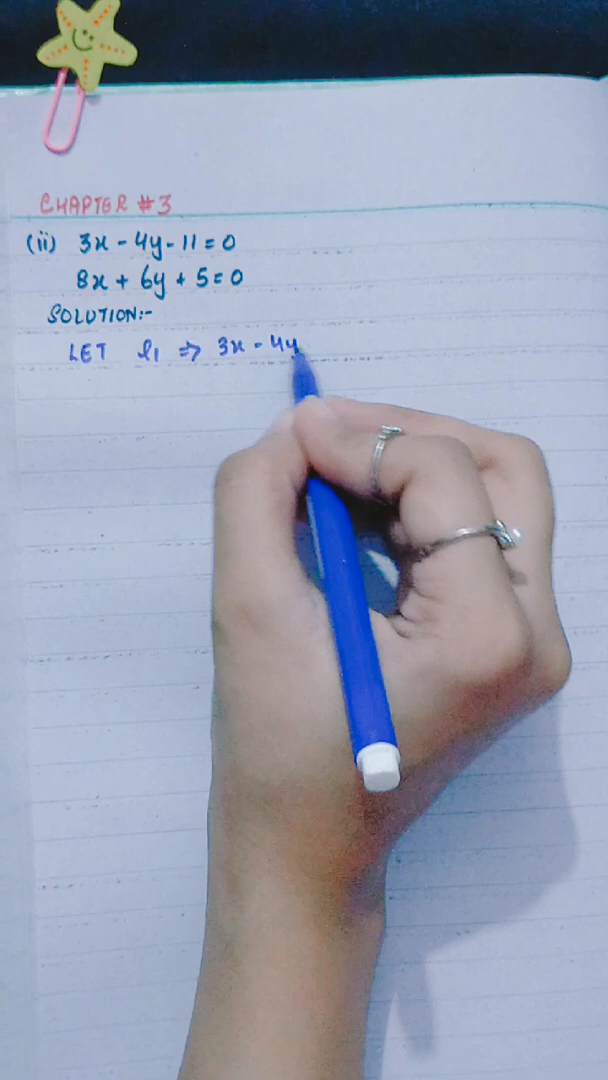 CHAPTER #3
(ii) 3x - 4y - 11 = 0
8x + 6y + 5 = 0
SOLUTION:-
LET l₁ => 3x - 4y